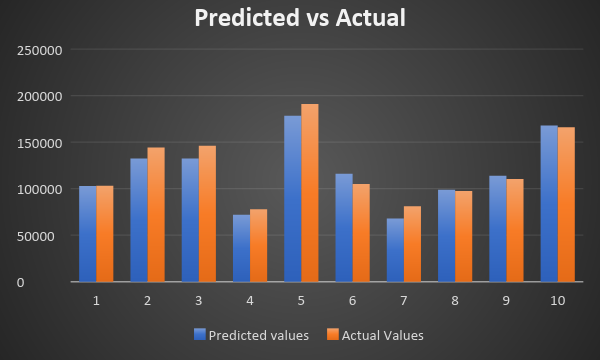 Predicted vs Actual
250000
200000
150000
100000
50000
0
1 2 3 4 5 6 7 8 9 10
Predicted values Actual Values